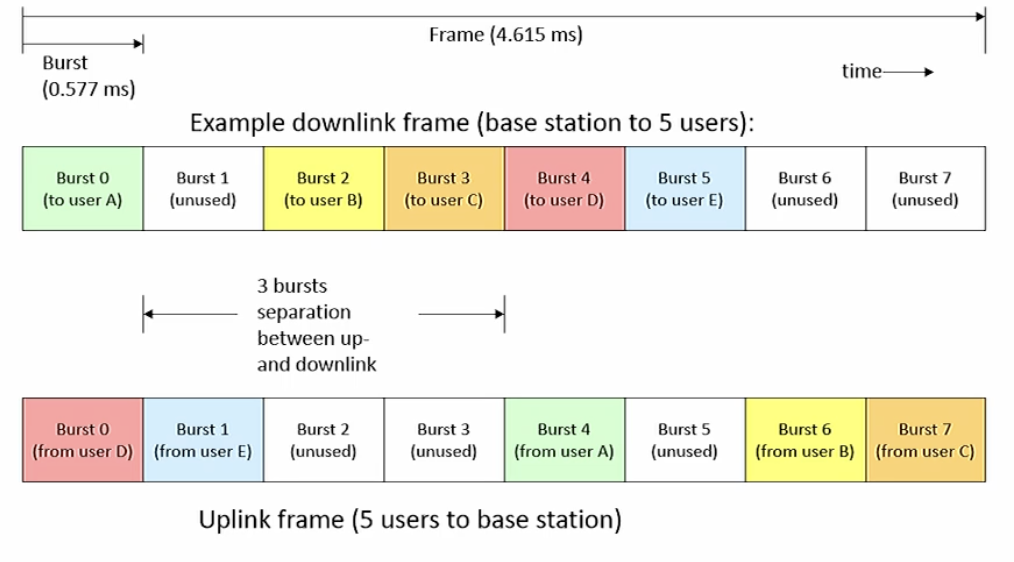 Frame (4.615 ms)
Burst
(0.577 ms)
time
Example downlink frame (base station to 5 users):
Burst 0
(to user A)
Burst 1
(unused)
Burst 2
(to user B)
Burst 3
(to user C)
Burst 4
(to user D)
Burst 5
(to user E)
Burst 6
(unused)
Burst 7
(unused)
3 bursts
separation
between up-
and downlink
Burst 0
(from user D)
Burst 1
(from user E)
Burst 2
(unused)
Burst 3
(unused)
Burst 4
(from user A)
Burst 5
(unused)
Burst 6
(from user B)
Burst 7
(from user C)
Uplink frame (5 users to base station)